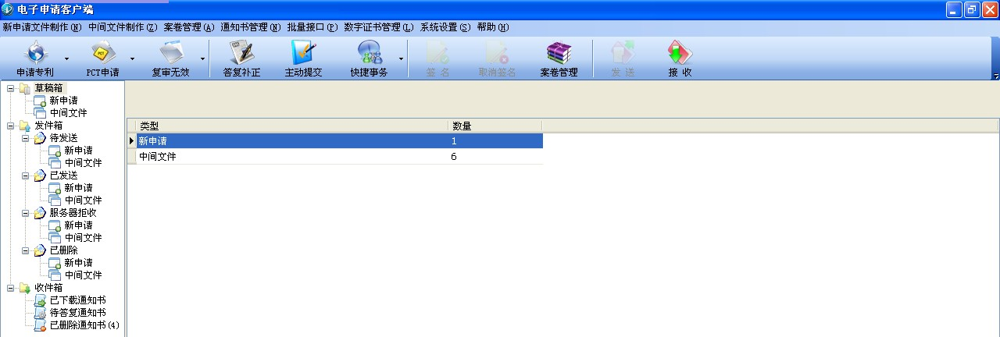 电子申请客户端
新申请文件制作(N) 中间文件制作(Z) 案卷管理(A) 通知书管理(N) 批量接口(P) 数字证书管理(L) 系统设置(S) 帮助(H)
申请专利 PCT申请 复审无效 答复补正 主动提交 快捷事务 签 名 取消签名 案卷管理 发 送 接 收
草稿箱
新申请
中间文件
发件箱
待发送
新申请
中间文件
已发送
新申请
中间文件
服务器拒收
新申请
中间文件
已删除
新申请
中间文件
收件箱
已下载通知书
待答复通知书
已删除通知书(4)
类型 数量
新申请 1
中间文件 6